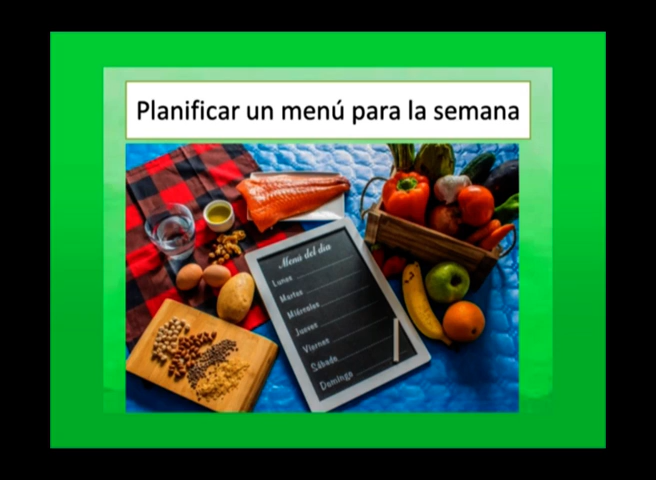 Planificar un menú para la semana
Menú del día
Lunes
Martes
Miércoles
Jueves
Viernes
Sábado
Domingo